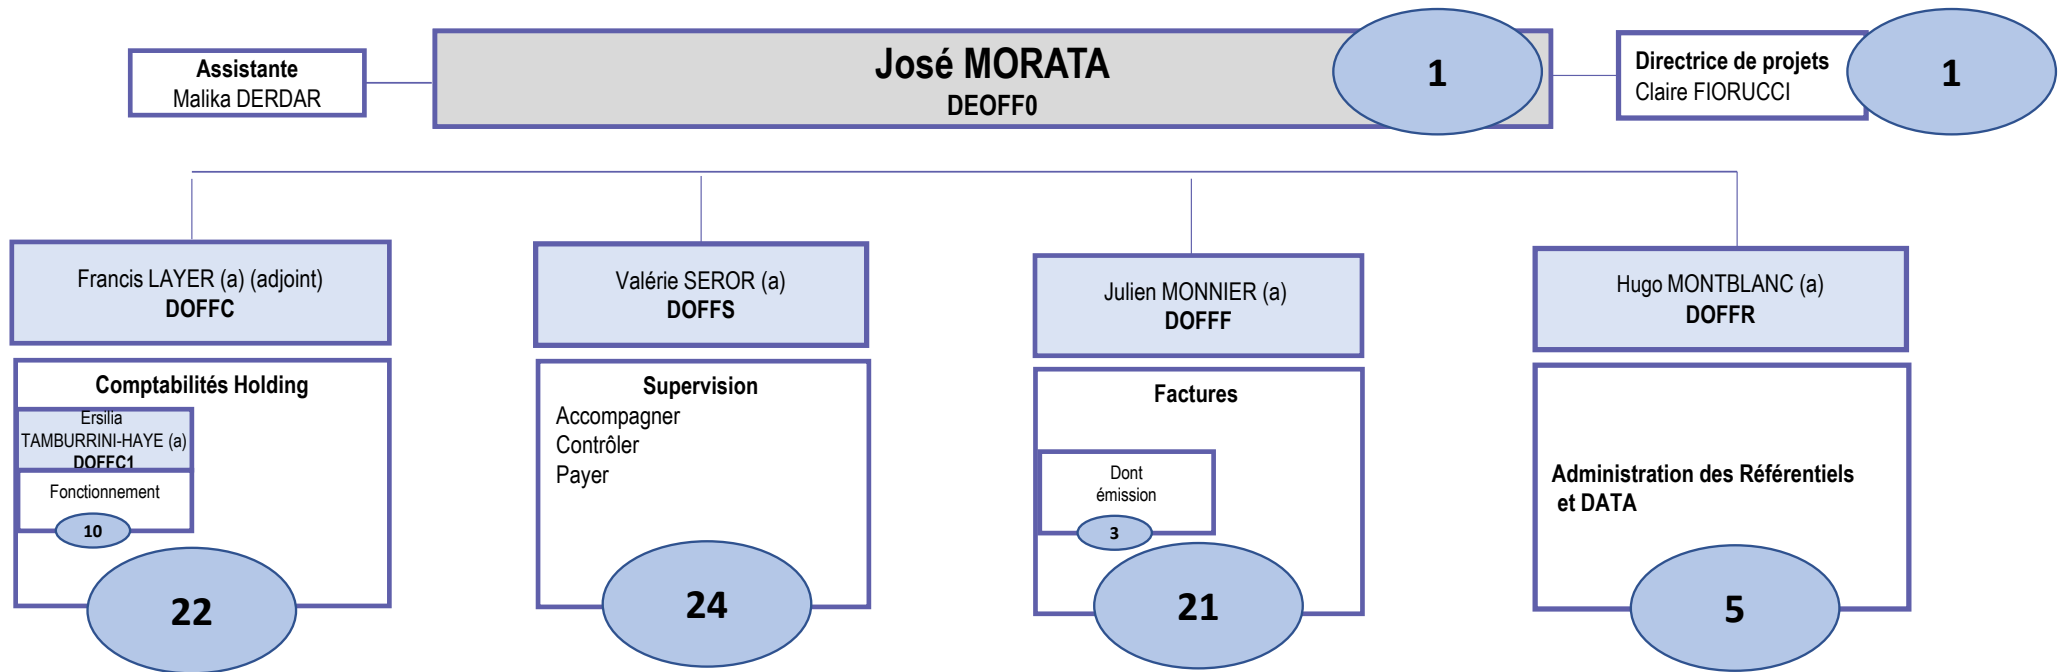 Assistante
Malika DERDAR
José MORATA
DEOFF0
1
Directrice de projets
Claire FIORUCCI
1
Francis LAYER (a) (adjoint)
DOFFC
Valérie SEROR (a)
DOFFS
Julien MONNIER (a)
DOFFF
Hugo MONTBLANC (a)
DOFFR
Comptabilités Holding
Ersilia
TAMBURRINI-HAYE (a)
DOFFC1
Fonctionnement
10
22
Supervision
Accompagner
Contrôler
Payer
24
Factures
Dont
émission
3
21
Administration des Référentiels
et DATA
5